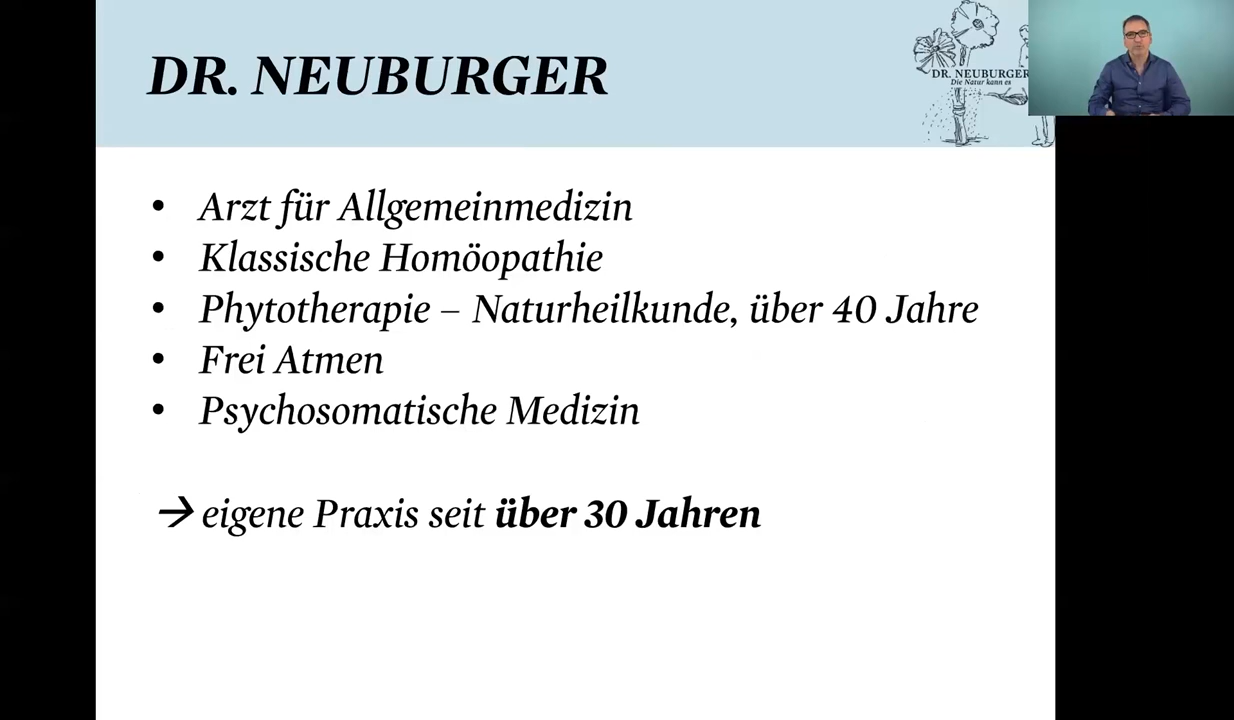 DR. NEUBURGER
DR. NEUBURGER
Die Natur kann es
• Arzt für Allgemeinmedizin
• Klassische Homöopathie
• Phytotherapie – Naturheilkunde, über 40 Jahre
• Frei Atmen
• Psychosomatische Medizin
→ eigene Praxis seit über 30 Jahren